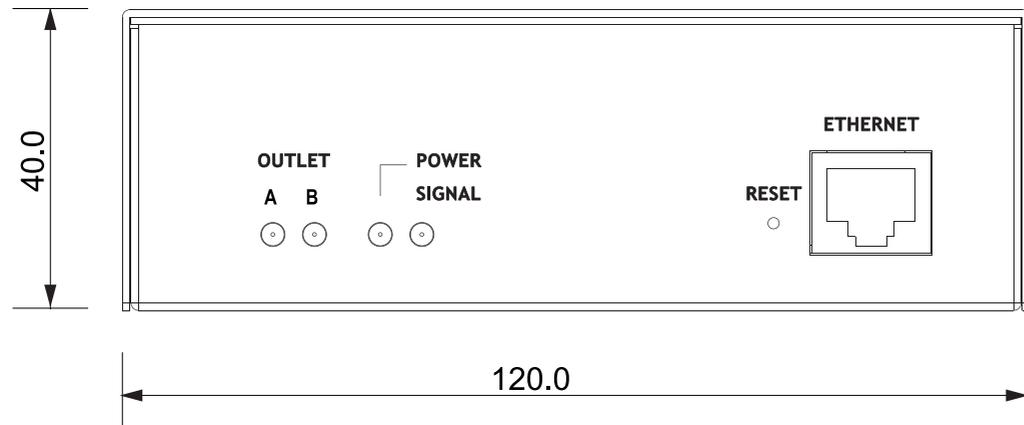 ETHERNET
OUTLET
POWER
A B
SIGNAL
RESET
40.0
120.0